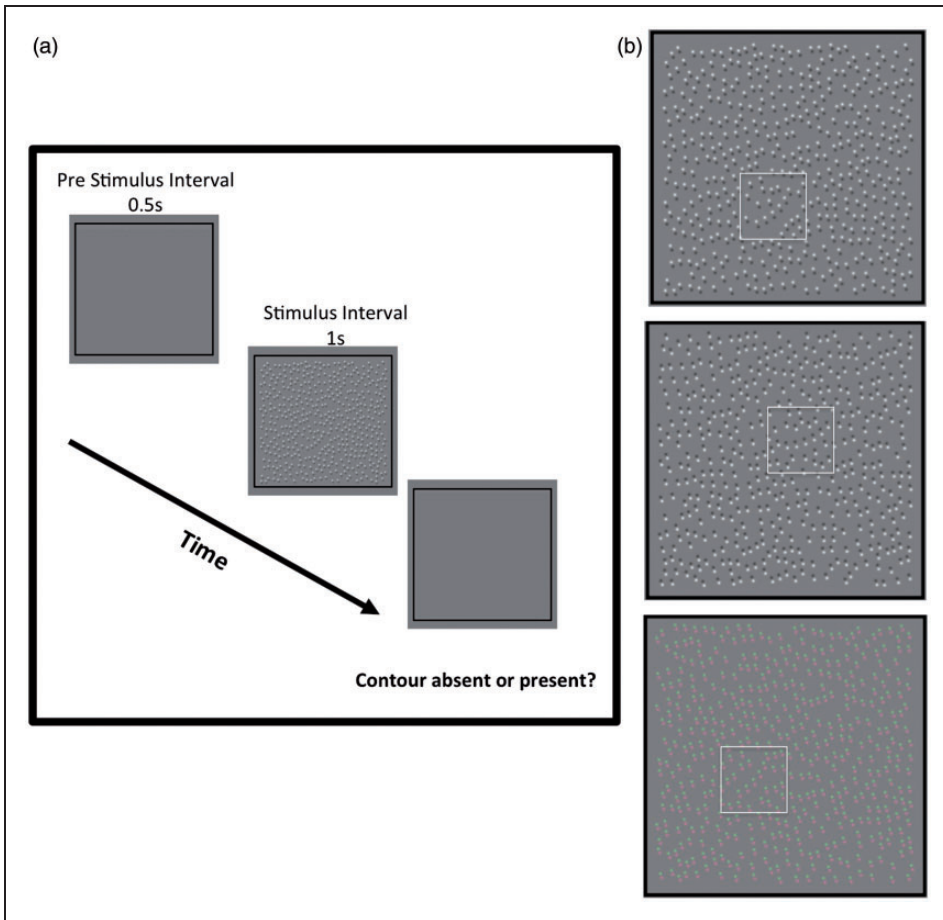 (a)
Pre Stimulus Interval
0.5s
Stimulus Interval
1s
Time
Contour absent or present?
(b)